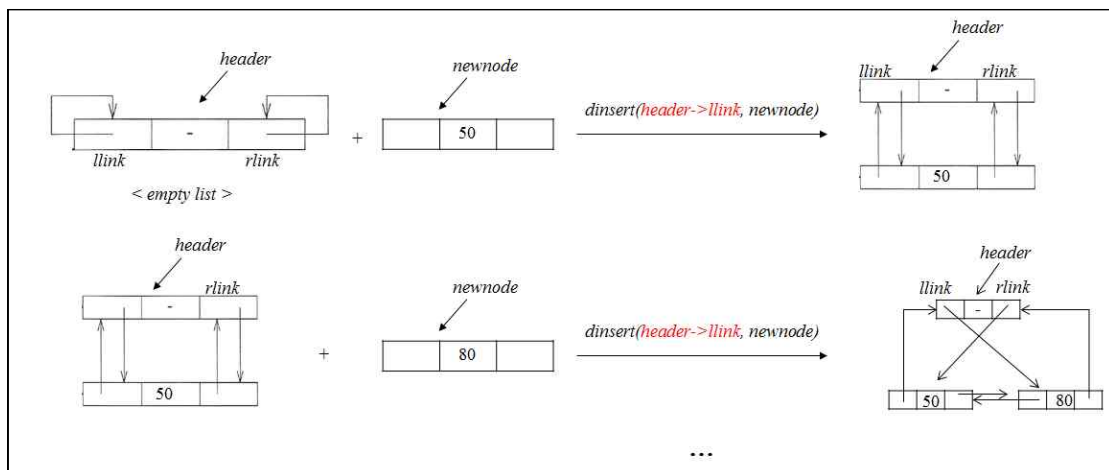 header
newnode
llink
-
rlink
< empty list >
+
50
dinsert(header->llink, newnode)
header
llink
rlink
-
50
header
rlink
-
50
+
newnode
80
dinsert(header->llink, newnode)
header
llink
rlink
-
50
80
...